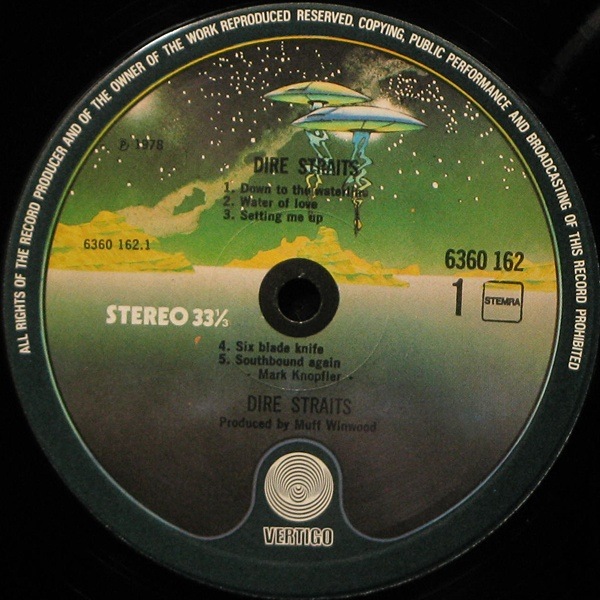 ALL RIGHTS OF THE RECORD PRODUCER AND OF THE OWNER OF THE WORK REPRODUCED RESERVED. COPYING, PUBLIC PERFORMANCE AND BROADCASTING OF THIS RECORD PROHIBITED
℗ 1978
DIRE STRAITS
1. Down to the waterline
2. Water of love
3. Setting me up
6360 162.1
6360 162
1
STEMRA
STEREO 33⅓
4. Six blade knife
5. Southbound again
- Mark Knopfler -
DIRE STRAITS
Produced by Muff Winwood
VERTIGO